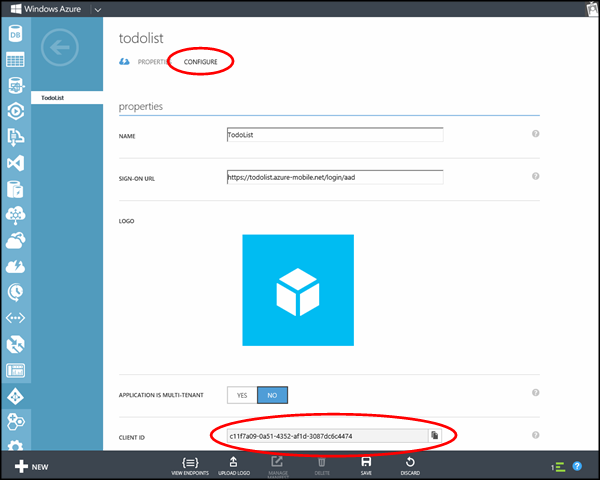 Windows Azure
todolist
PROPERTI CONFIGURE
DB
TodoList
properties
NAME TodoList
SIGN-ON URL https://todolist.azure-mobile.net/login/aad
LOGO
APPLICATION IS MULTI-TENANT YES NO
CLIENT ID c11f7a09-0a51-4352-af1d-3087dc6c4474
NEW VIEW ENDPOINTS UPLOAD LOGO MANAGE MANIFEST DELETE SAVE DISCARD 1